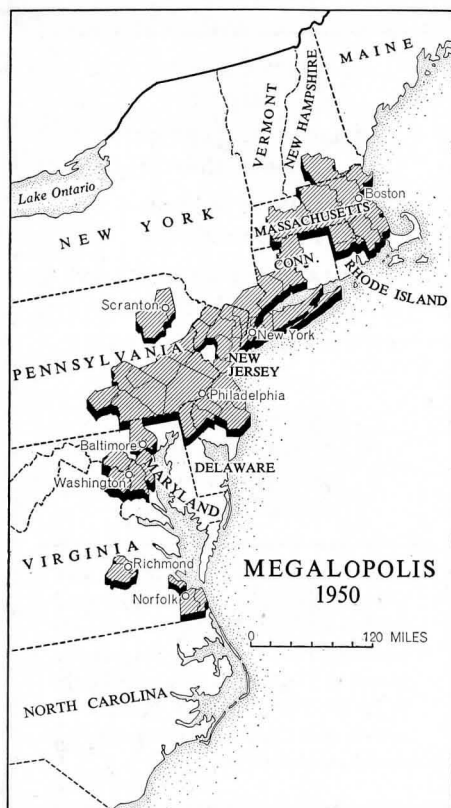 MAINE
VERMONT
NEW HAMPSHIRE
Lake Ontario
Boston
MASSACHUSETTS
NEW YORK
CONN.
RHODE ISLAND
Scranton
New York
PENNSYLVANIA
NEW JERSEY
Philadelphia
Baltimore
DELAWARE
Washington
MARYLAND
VIRGINIA
Richmond
MEGALOPOLIS
1950
Norfolk
0 120 MILES
NORTH CAROLINA